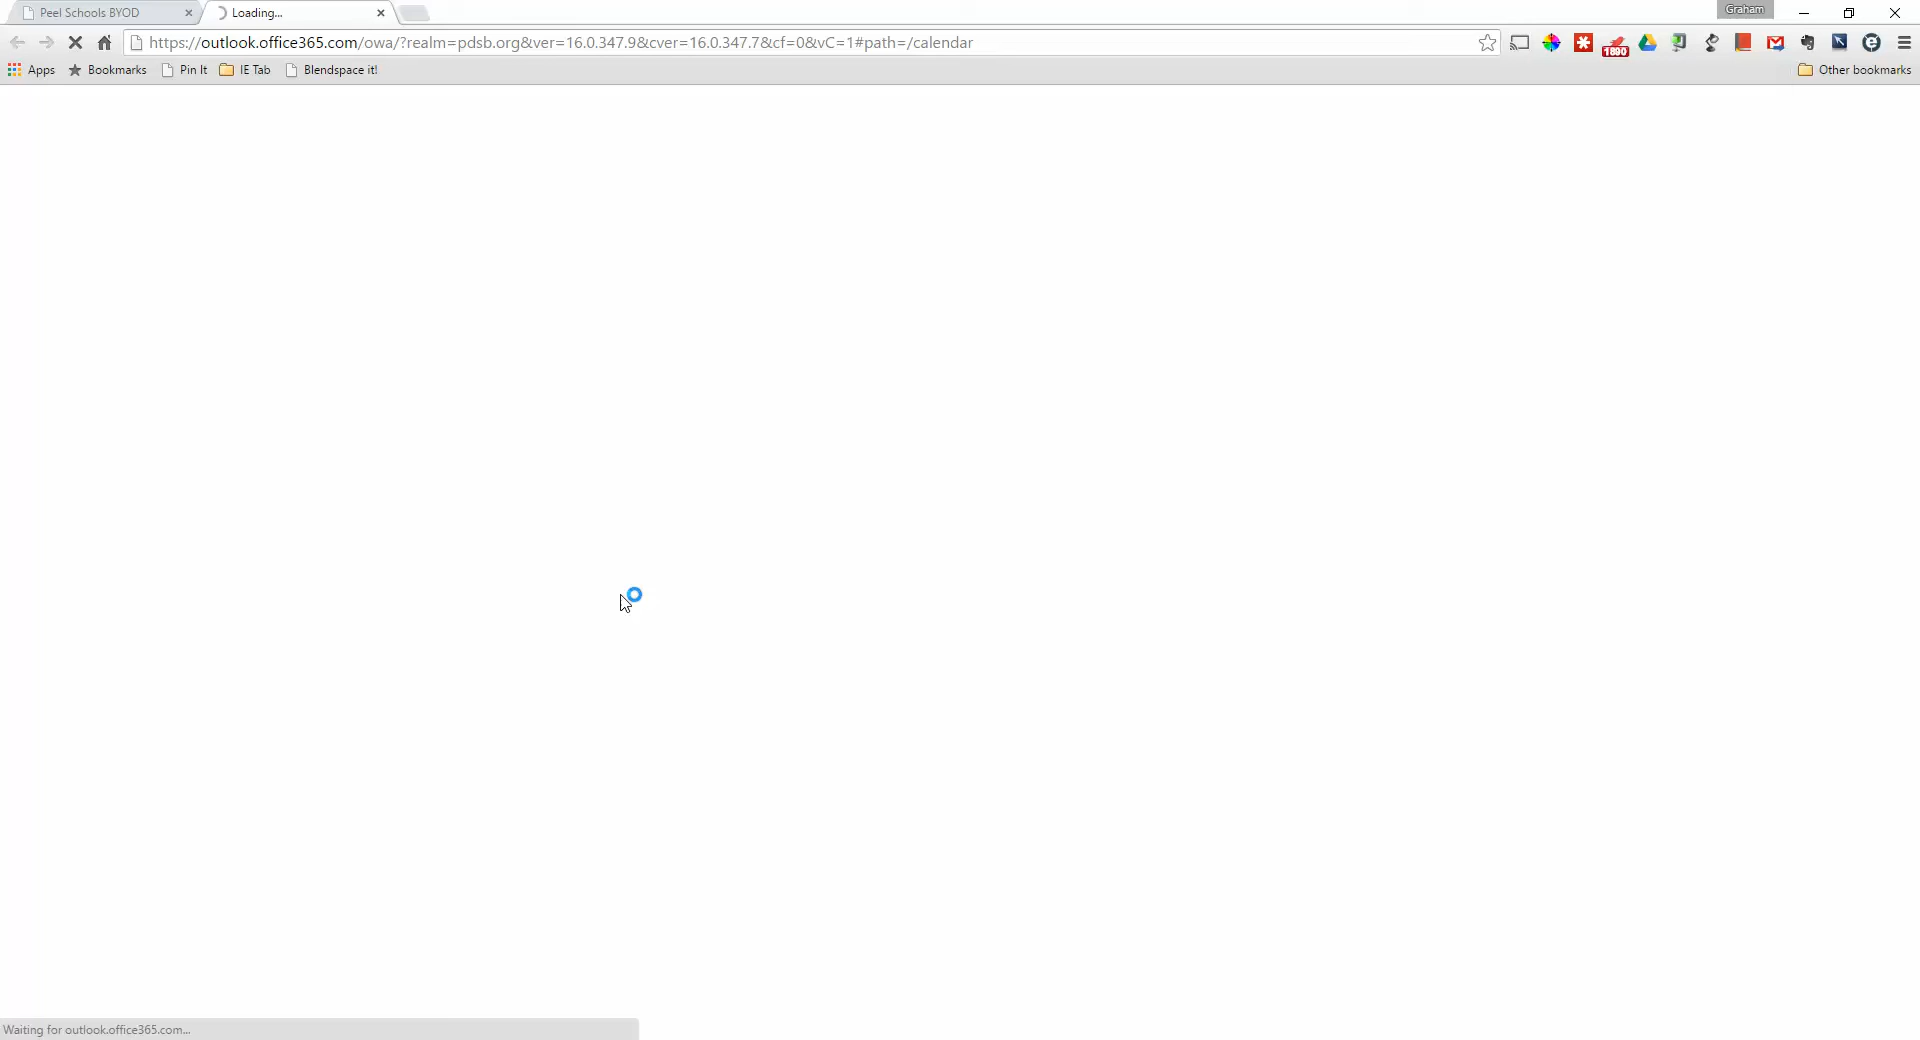 Peel Schools BYOD
Loading...
Graham
https://outlook.office365.com/owa/?realm=pdsb.org&ver=16.0.347.9&cver=16.0.347.7&cf=0&vC=1#path=/calendar
1890
Apps
Bookmarks
Pin It
IE Tab
Blendspace it!
Other bookmarks
Waiting for outlook.office365.com...